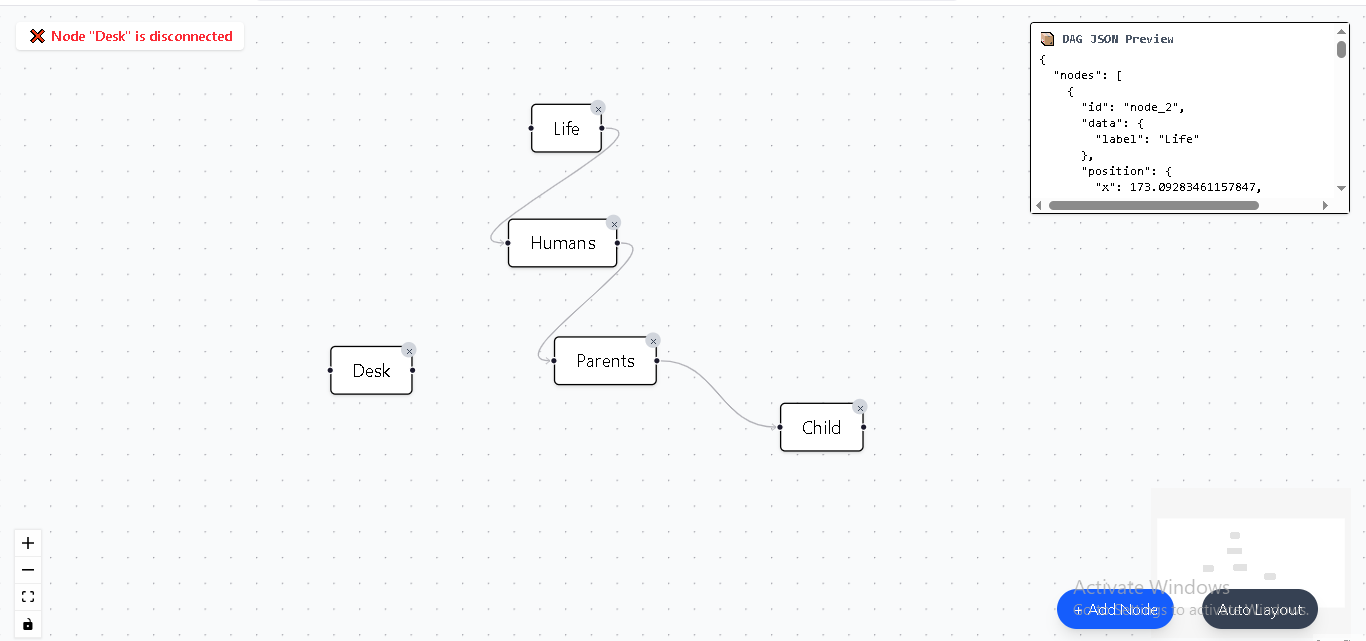 ❌ Node "Desk" is disconnected
DAG JSON Preview
{
"nodes": [
{
"id": "node_2",
"data": {
"label": "Life"
},
"position": {
"x": 173.09283461157847,
Life
Humans
Parents
Desk
Child
Activate Windows
Go to Settings to activate Windows.
+ Add Node
Auto Layout